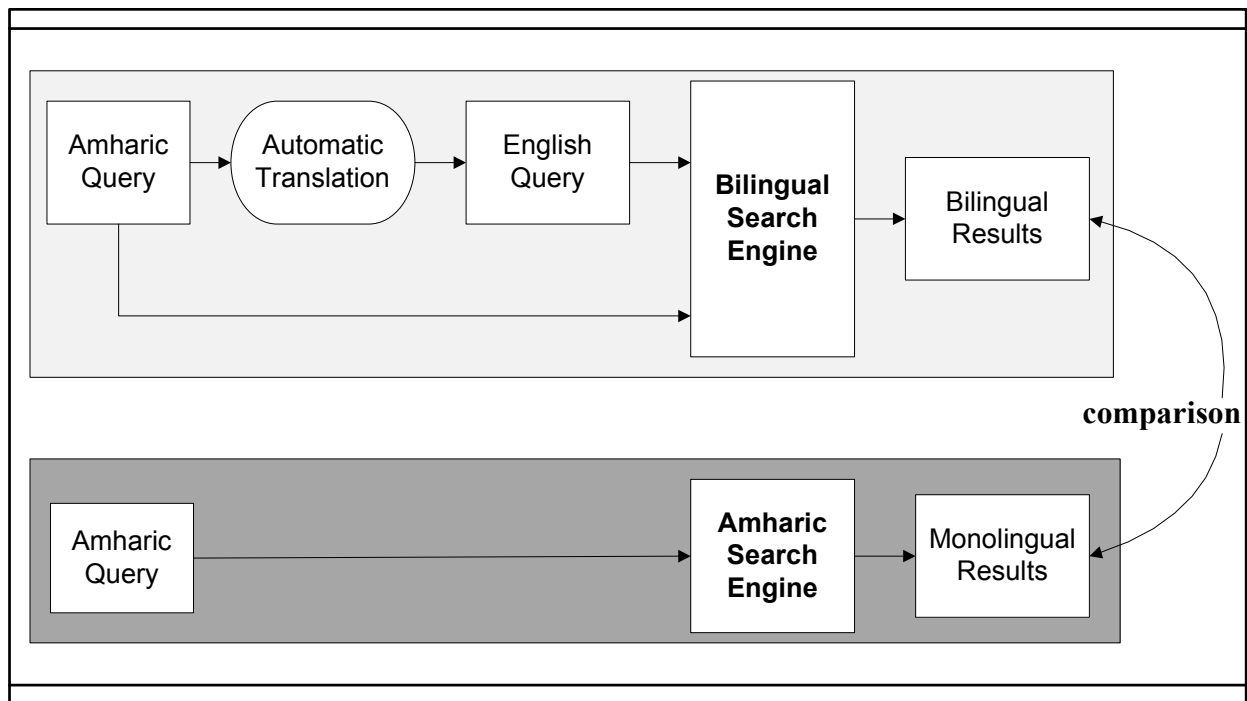 Amharic
Query
Automatic
Translation
English
Query
Bilingual
Search
Engine
Bilingual
Results
comparison
Amharic
Query
Amharic
Search
Engine
Monolingual
Results